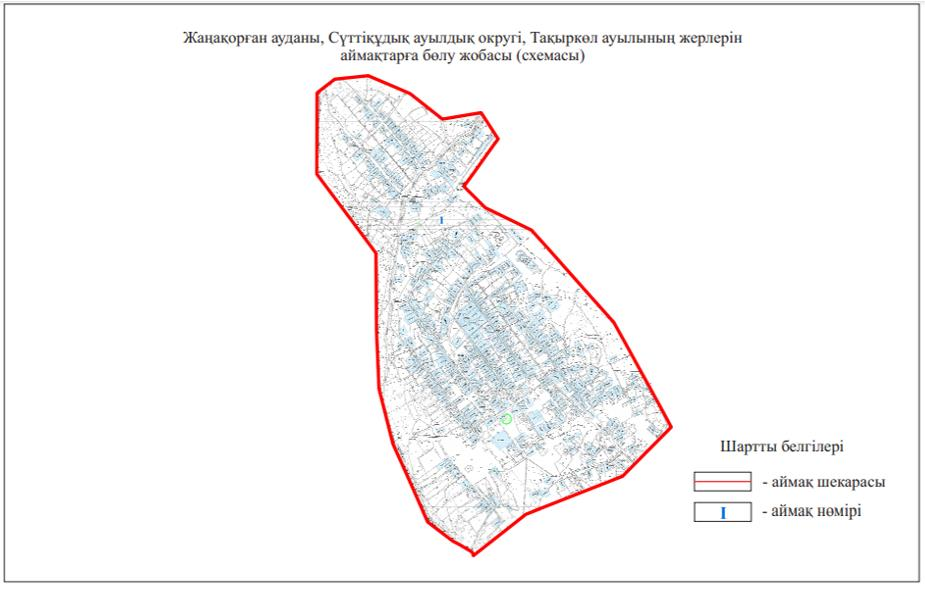 Жаңақорған ауданы, Сүттіқұдық ауылдық округі, Тақыркөл ауылының жерлерін
аймақтарға бөлу жобасы (схемасы)
I
Шартты белгілері
- аймақ шекарасы
I - аймақ нөмірі